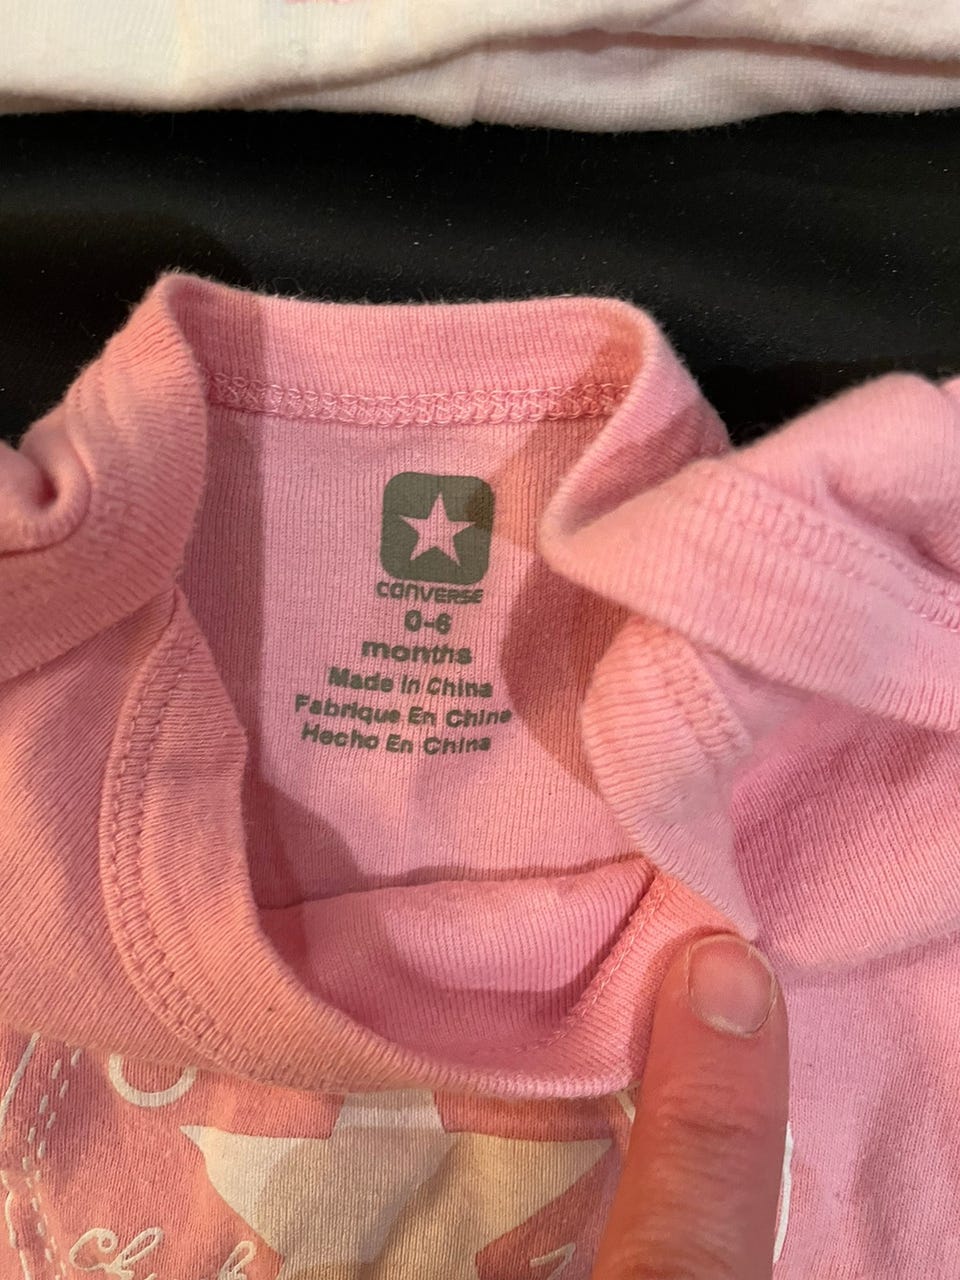 CONVERSE
0-6
months
Made In China
Fabrique En Chine
Hecho En China